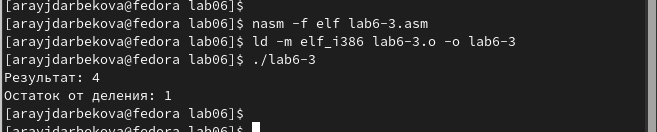 [arayjdarbekova@fedora lab06]$
[arayjdarbekova@fedora lab06]$ nasm -f elf lab6-3.asm
[arayjdarbekova@fedora lab06]$ ld -m elf_i386 lab6-3.o -o lab6-3
[arayjdarbekova@fedora lab06]$ ./lab6-3
Результат: 4
Остаток от деления: 1
[arayjdarbekova@fedora lab06]$
[arayjdarbekova@fedora lab06]$